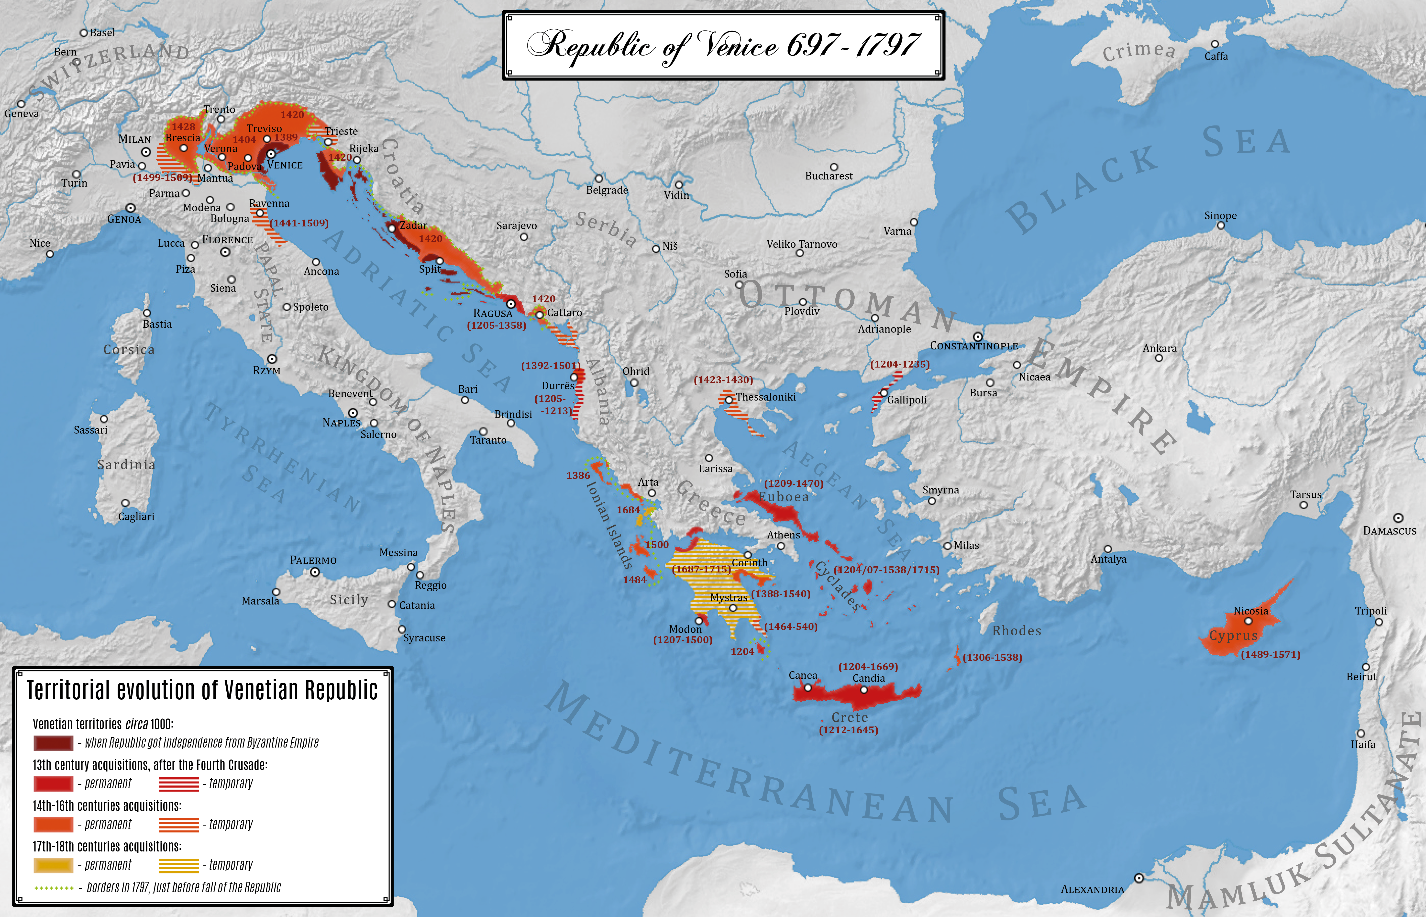 Republic of Venice 697-1797
Basel
Bern
SWITZERLAND
Geneva
Crimea
Caffa
Trento
1420
1428
Treviso
Trieste
MILAN
Brescia
1404
1389
Verona
Rijeka
1420
Pavia
Padova
VENICE
Croatia
(1499-1509)
Mantua
Turin
Parma
Modena
Ravenna
GENOA
Bologna
(1441-1509)
Zadar
Nice
Lucca
FLORENCE
1420
Piza
PAPAL STATE
Ancona
Split
Siena
Spoleto
ADRIATIC SEA
Bastia
Corsica
RZYM
KINGDOM OF NAPLES
Belgrade
Vidin
Bucharest
BLACK SEA
Serbia
Sarajevo
Niš
Varna
Sinope
Veliko Tarnovo
Sofia
OTTOMAN EMPIRE
Plovdiv
Adrianople
CONSTANTINOPLE
Ankara
Nicaea
Bursa
1420
RAGUSA
Cattaro
(1205-1358)
(1392-1501)
Durrës
(1205-
-1213)
Albania
Ohrid
(1423-1430)
Thessaloniki
(1204-1235)
Gallipoli
Benevent
Bari
NAPLES
Salerno
Brindisi
Taranto
TYRRHENIAN SEA
Sassari
Sardinia
Cagliari
Larissa
AEGEAN SEA
1386
Arta
(1209-1470)
Euboea
Smyrna
Tarsus
Ionian Islands
1684
Greece
Athens
DAMASCUS
1500
Milas
Antalya
Corinth
(1687-1715)
(1204/07-1538/1715)
1484
Cyclades
(1388-1540)
Mystras
Messina
PALERMO
Reggio
Marsala
Sicily
Catania
Syracuse
Modon
(1464-540)
(1207-1500)
1204
Rhodes
(1306-1538)
Nicosia
Cyprus
(1489-1571)
Tripoli
Beirut
(1204-1669)
Canea
Candia
Crete
(1212-1645)
Haifa
MEDITERRANEAN SEA
ALEXANDRIA
MAMLUK SULTANATE
Territorial evolution of Venetian Republic
Venetian territories circa 1000:
- when Republic got independence from Byzantine Empire
13th century acquisitions, after the Fourth Crusade:
- permanent - temporary
14th-16th centuries acquisitions:
- permanent - temporary
17th-18th centuries acquisitions:
- permanent - temporary
- borders in 1797, just before fall of the Republic